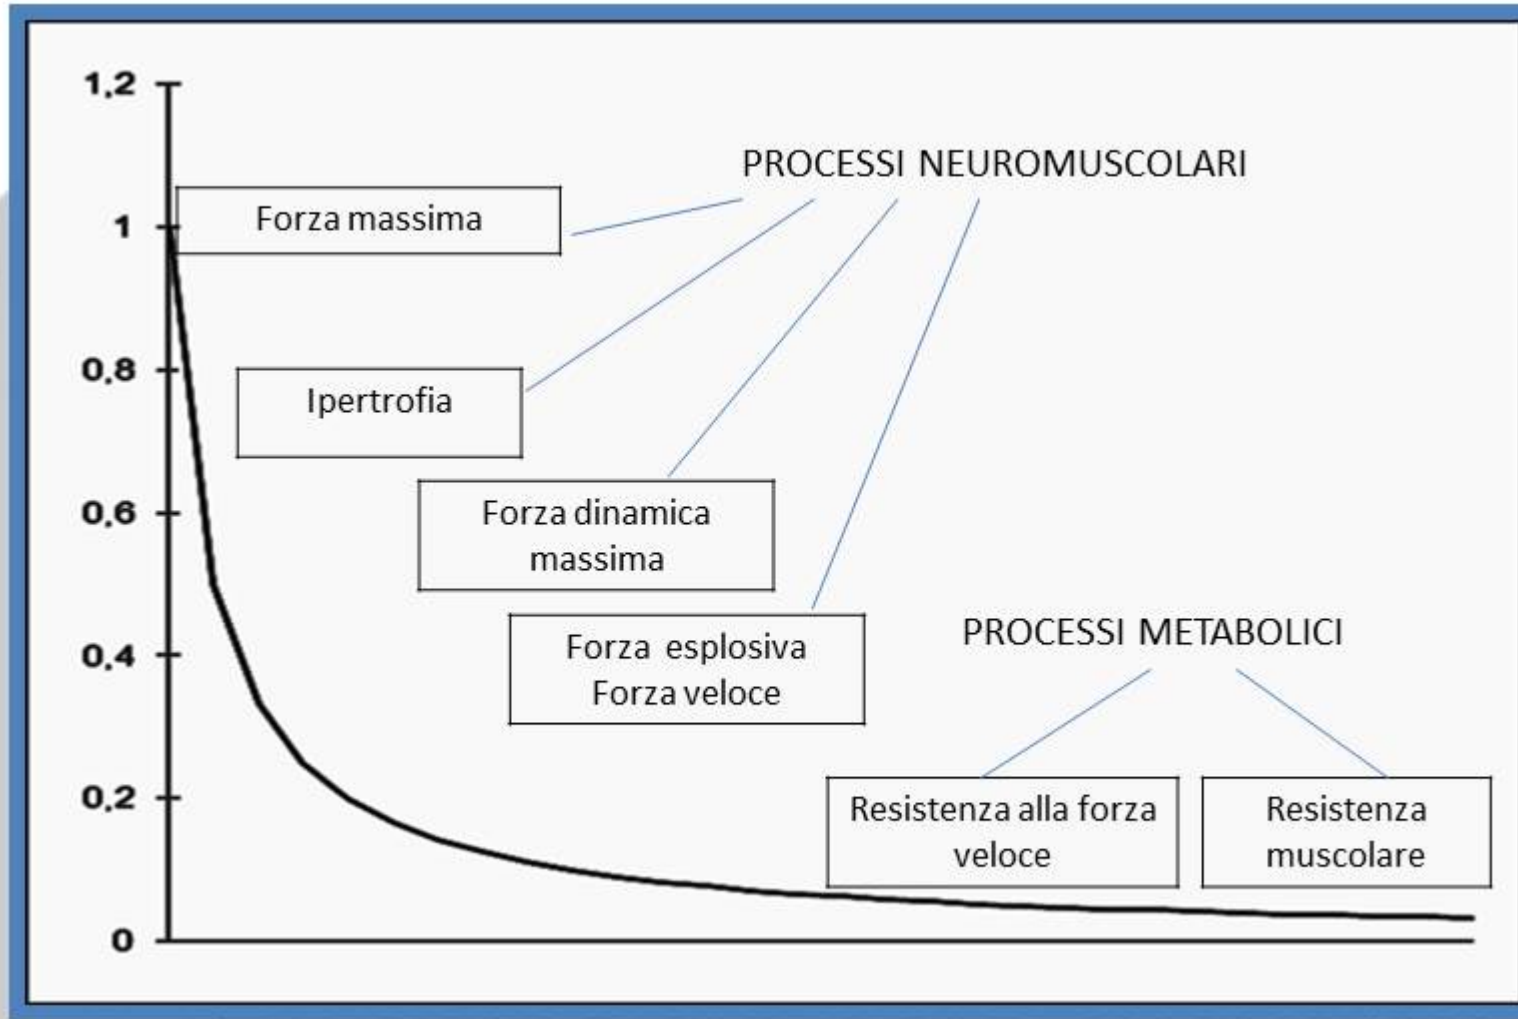 1,2
PROCESSI NEUROMUSCOLARI
Forza massima
1
0,8
Ipertrofia
Forza dinamica
massima
0,6
Forza esplosiva
Forza veloce
PROCESSI METABOLICI
0,4
Resistenza alla forza
veloce
Resistenza
muscolare
0,2
0